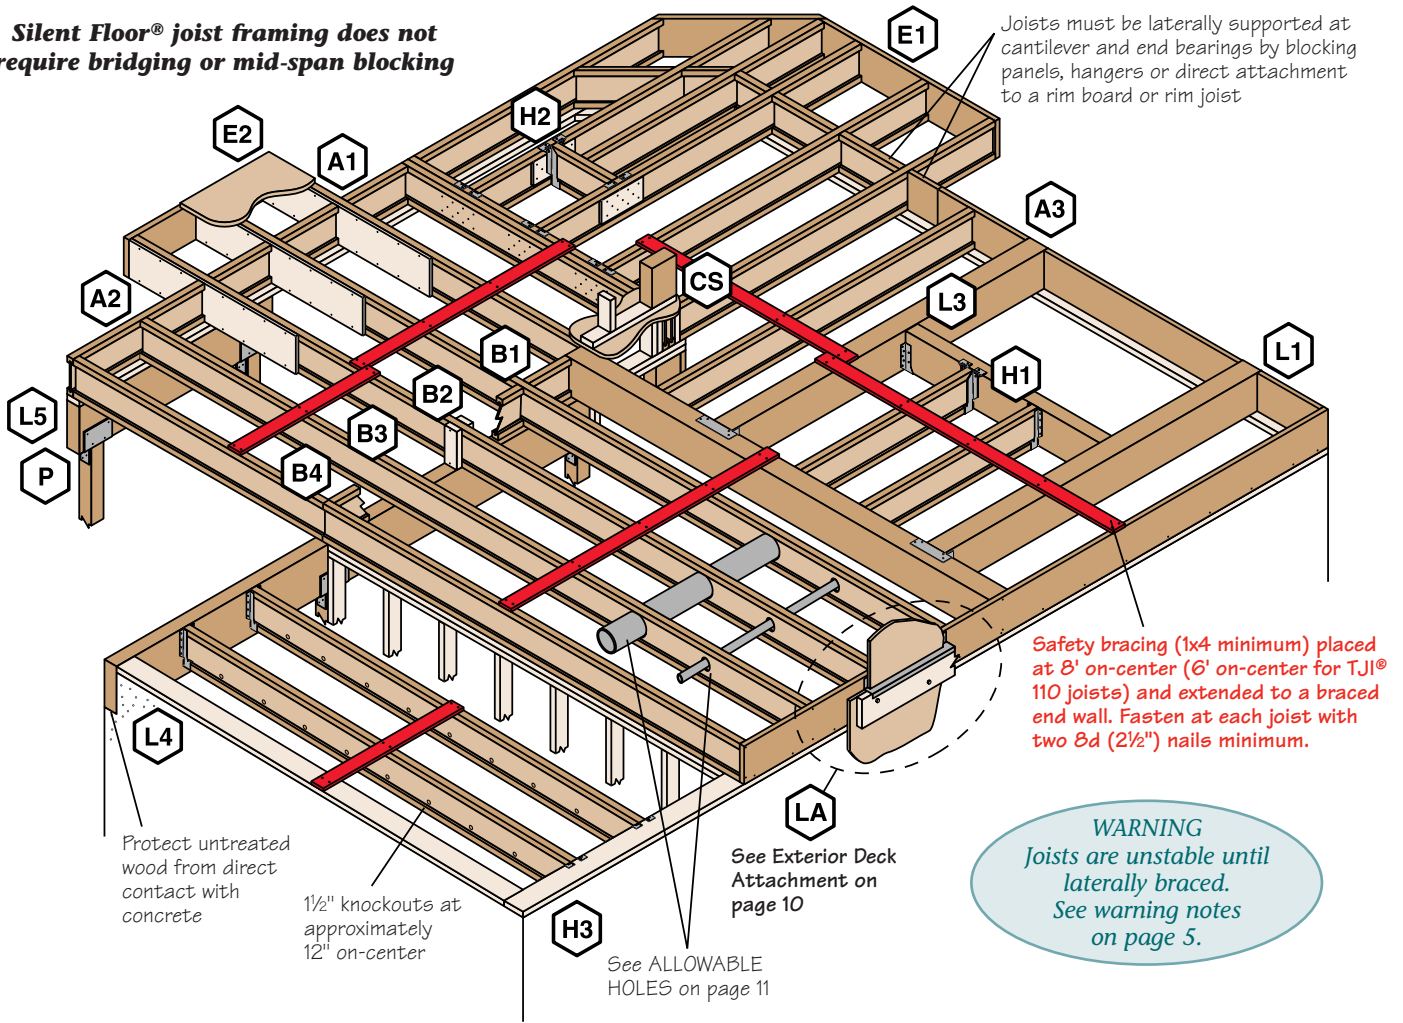 Silent Floor® joist framing does not
require bridging or mid-span blocking
E1
Joists must be laterally supported at
cantilever and end bearings by blocking
panels, hangers or direct attachment
to a rim board or rim joist
H2
E2
A1
A3
A2
CS
L3
B1
L1
H1
B2
L5
B3
P
B4
Safety bracing (1x4 minimum) placed
at 8' on-center (6' on-center for TJI®
110 joists) and extended to a braced
end wall. Fasten at each joist with
two 8d (2½") nails minimum.
L4
LA
Protect untreated
wood from direct
contact with
concrete
1½" knockouts at
approximately
12" on-center
See Exterior Deck
Attachment on
page 10
H3
See ALLOWABLE
HOLES on page 11
WARNING
Joists are unstable until
laterally braced.
See warning notes
on page 5.